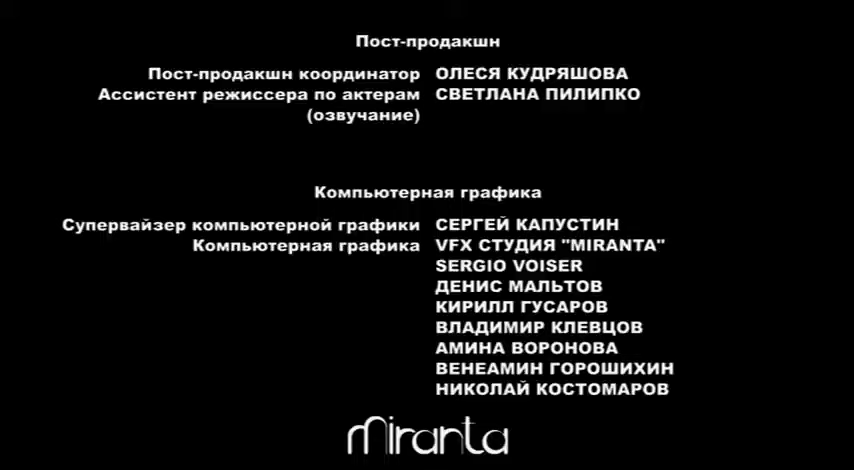 Пост-продакшн
Пост-продакшн координатор ОЛЕСЯ КУДРЯШОВА
Ассистент режиссера по актерам СВЕТЛАНА ПИЛИПКО
(озвучание)
Компьютерная графика
Супервайзер компьютерной графики СЕРГЕЙ КАПУСТИН
Компьютерная графика VFX СТУДИЯ "MIRANTA"
SERGIO VOISER
ДЕНИС МАЛЬТОВ
КИРИЛЛ ГУСАРОВ
ВЛАДИМИР КЛЕВЦОВ
АМИНА ВОРОНОВА
ВЕНЕАМИН ГОРОШИХИН
НИКОЛАЙ КОСТОМАРОВ
Miranta